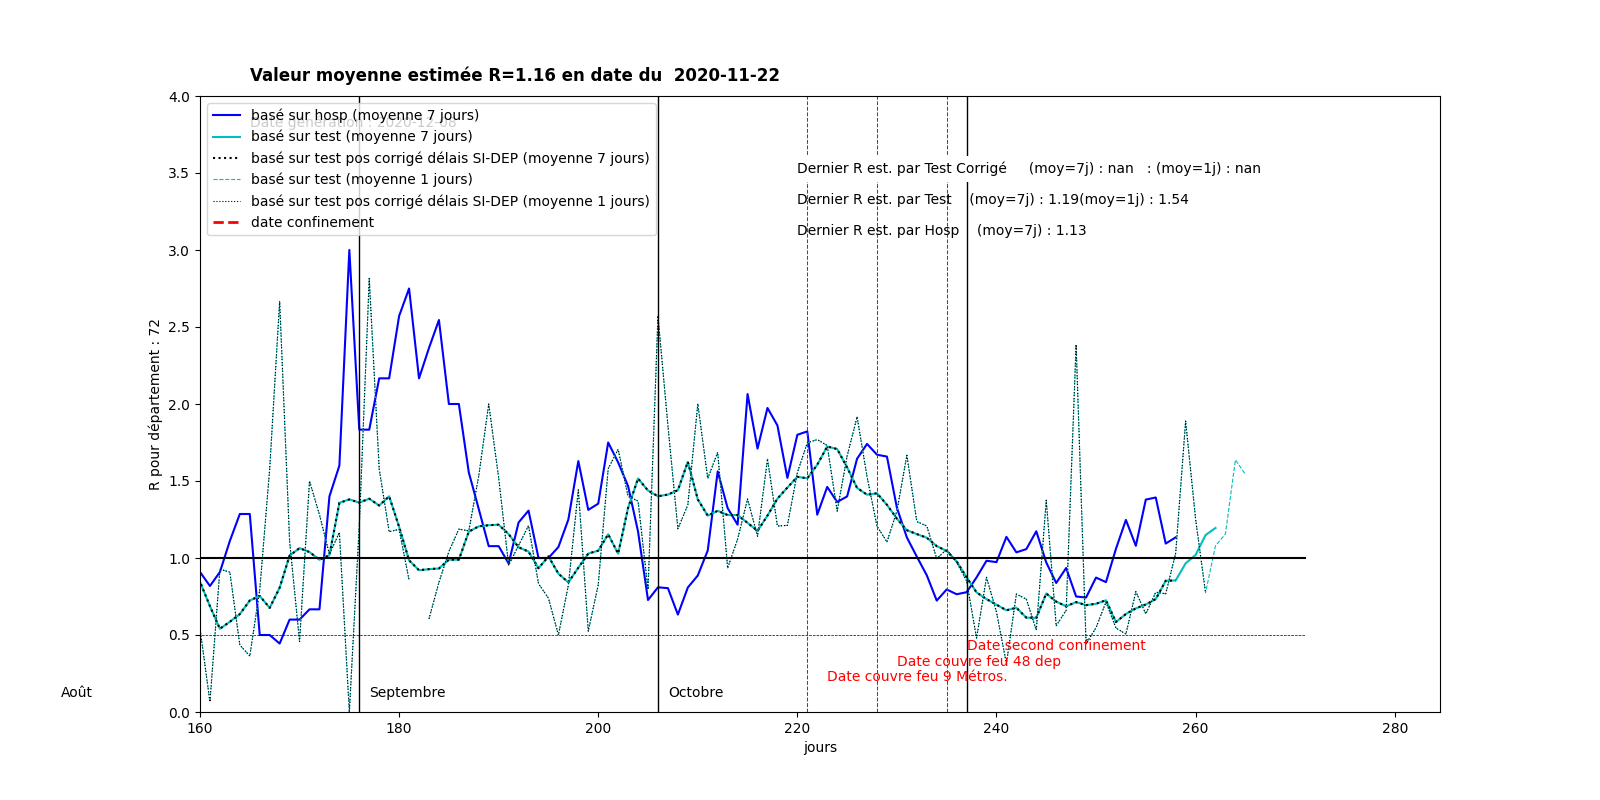 Valeur moyenne estimée R=1.16 en date du  2020-11-22
4.0
basé sur hosp (moyenne 7 jours)
Date génération : 2020-12-08
basé sur test (moyenne 7 jours)
basé sur test pos corrigé délais SI-DEP (moyenne 7 jours)
basé sur test (moyenne 1 jours)
basé sur test pos corrigé délais SI-DEP (moyenne 1 jours)
date confinement
Dernier R est. par Test Corrigé     (moy=7j) : nan   : (moy=1j) : nan
Dernier R est. par Test    (moy=7j) : 1.19(moy=1j) : 1.54
Dernier R est. par Hosp    (moy=7j) : 1.13
3.5
3.0
2.5
2.0
1.5
1.0
0.5
0.0
R pour département : 72
Date second confinement
Date couvre feu 48 dep
Date couvre feu 9 Métros.
Août
Septembre
Octobre
160 180 200 220 240 260 280
jours